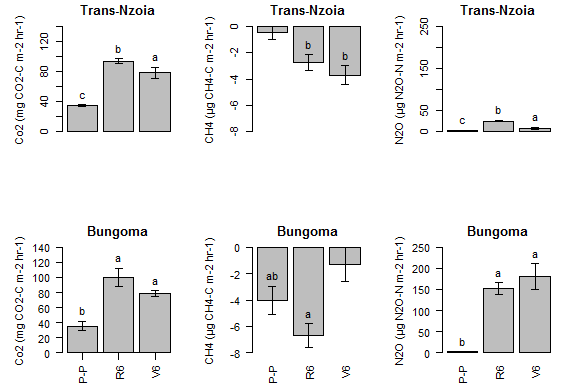 Trans-Nzoia
Co2 (mg CO2-C m-2 hr-1)
0
40
80
120
c
b
a
Trans-Nzoia
CH4 (µg CH4-C m-2 hr-1)
0
-2
-4
-6
-8
b
b
Trans-Nzoia
N2O (µg N2O-N m-2 hr-1)
250
200
150
100
50
0
c
b
a
Bungoma
Co2 (mg CO2-C m-2 hr-1)
140
120
100
80
60
40
20
0
b
a
a
P-P
R6
V6
Bungoma
CH4 (µg CH4-C m-2 hr-1)
0
-2
-4
-6
-8
ab
a
P-P
R6
V6
Bungoma
N2O (µg N2O-N m-2 hr-1)
250
200
150
100
50
0
b
a
a
P-P
R6
V6